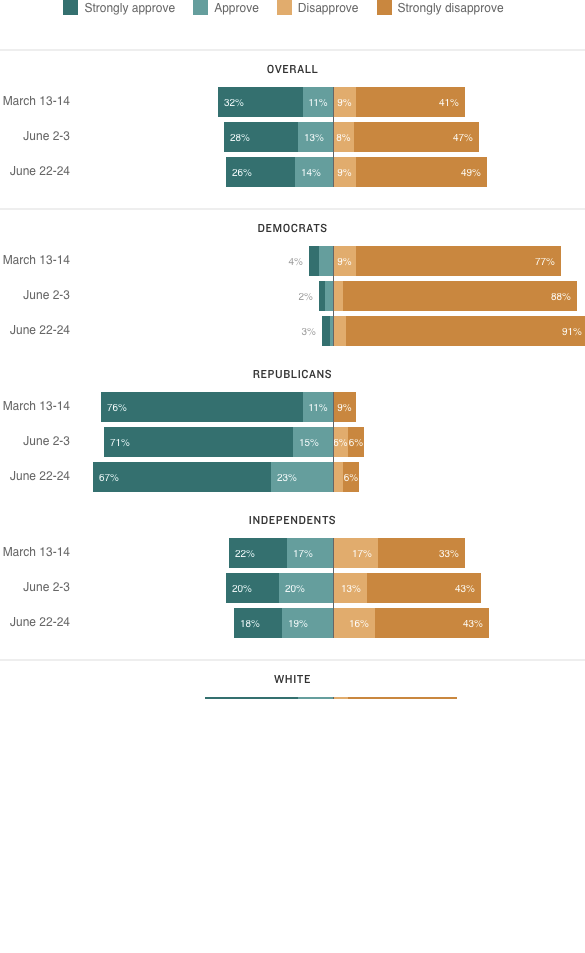 Strongly approve Approve Disapprove Strongly disapprove
OVERALL
March 13-14 32% 11% 9% 41%
June 2-3 28% 13% 8% 47%
June 22-24 26% 14% 9% 49%
DEMOCRATS
March 13-14 4% 9% 77%
June 2-3 2% 88%
June 22-24 3% 91%
REPUBLICANS
March 13-14 76% 11% 9%
June 2-3 71% 15% 6% 6%
June 22-24 67% 23% 6%
INDEPENDENTS
March 13-14 22% 17% 17% 33%
June 2-3 20% 20% 13% 43%
June 22-24 18% 19% 16% 43%
WHITE